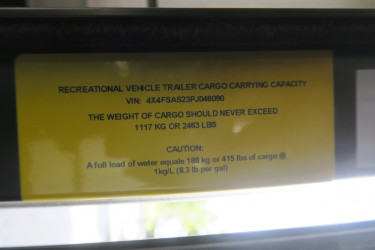 RECREATIONAL VEHICLE TRAILER CARGO CARRYING CAPACITY
VIN: 4X4FSAS23PJ046090
THE WEIGHT OF CARGO SHOULD NEVER EXCEED
1117 KG OR 2463 LBS
CAUTION:
A full load of water equals 188 kg or 415 lbs of cargo @
1kg/L (8.3 lb per gal)